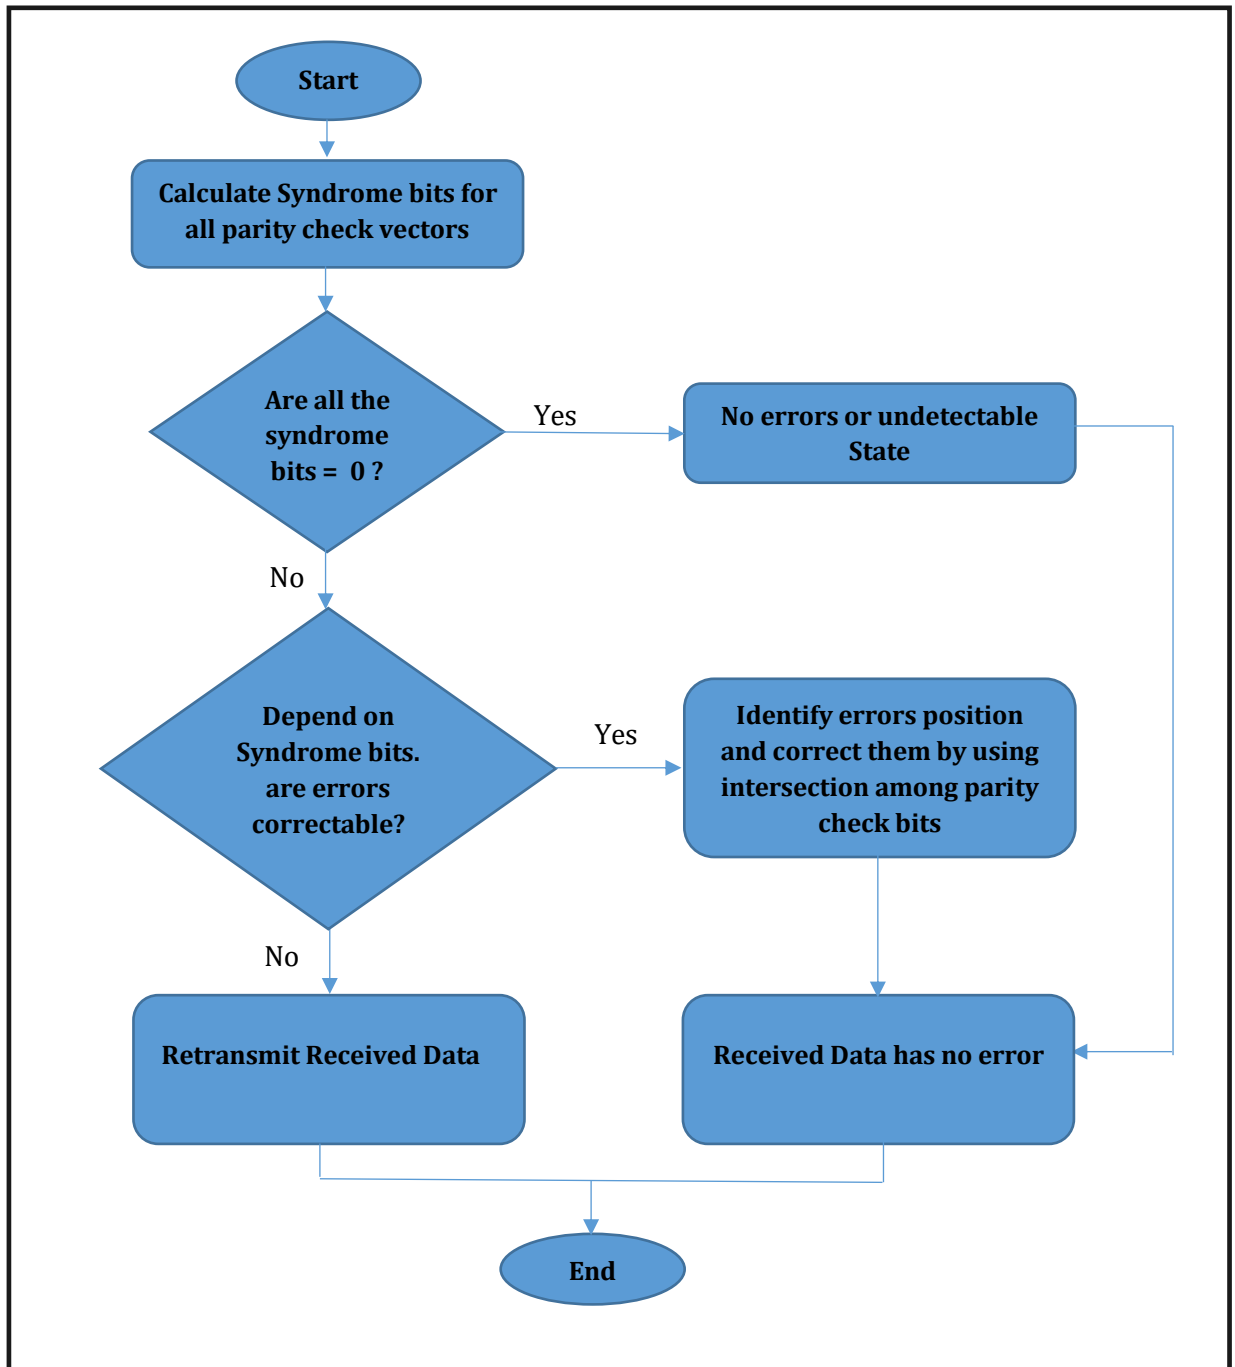 Start
Calculate Syndrome bits for
all parity check vectors
Are all the
syndrome
bits =  0 ?
Yes
No errors or undetectable
State
No
Depend on
Syndrome bits.
are errors
correctable?
Yes
Identify errors position
and correct them by using
intersection among parity
check bits
No
Retransmit Received Data
Received Data has no error
End